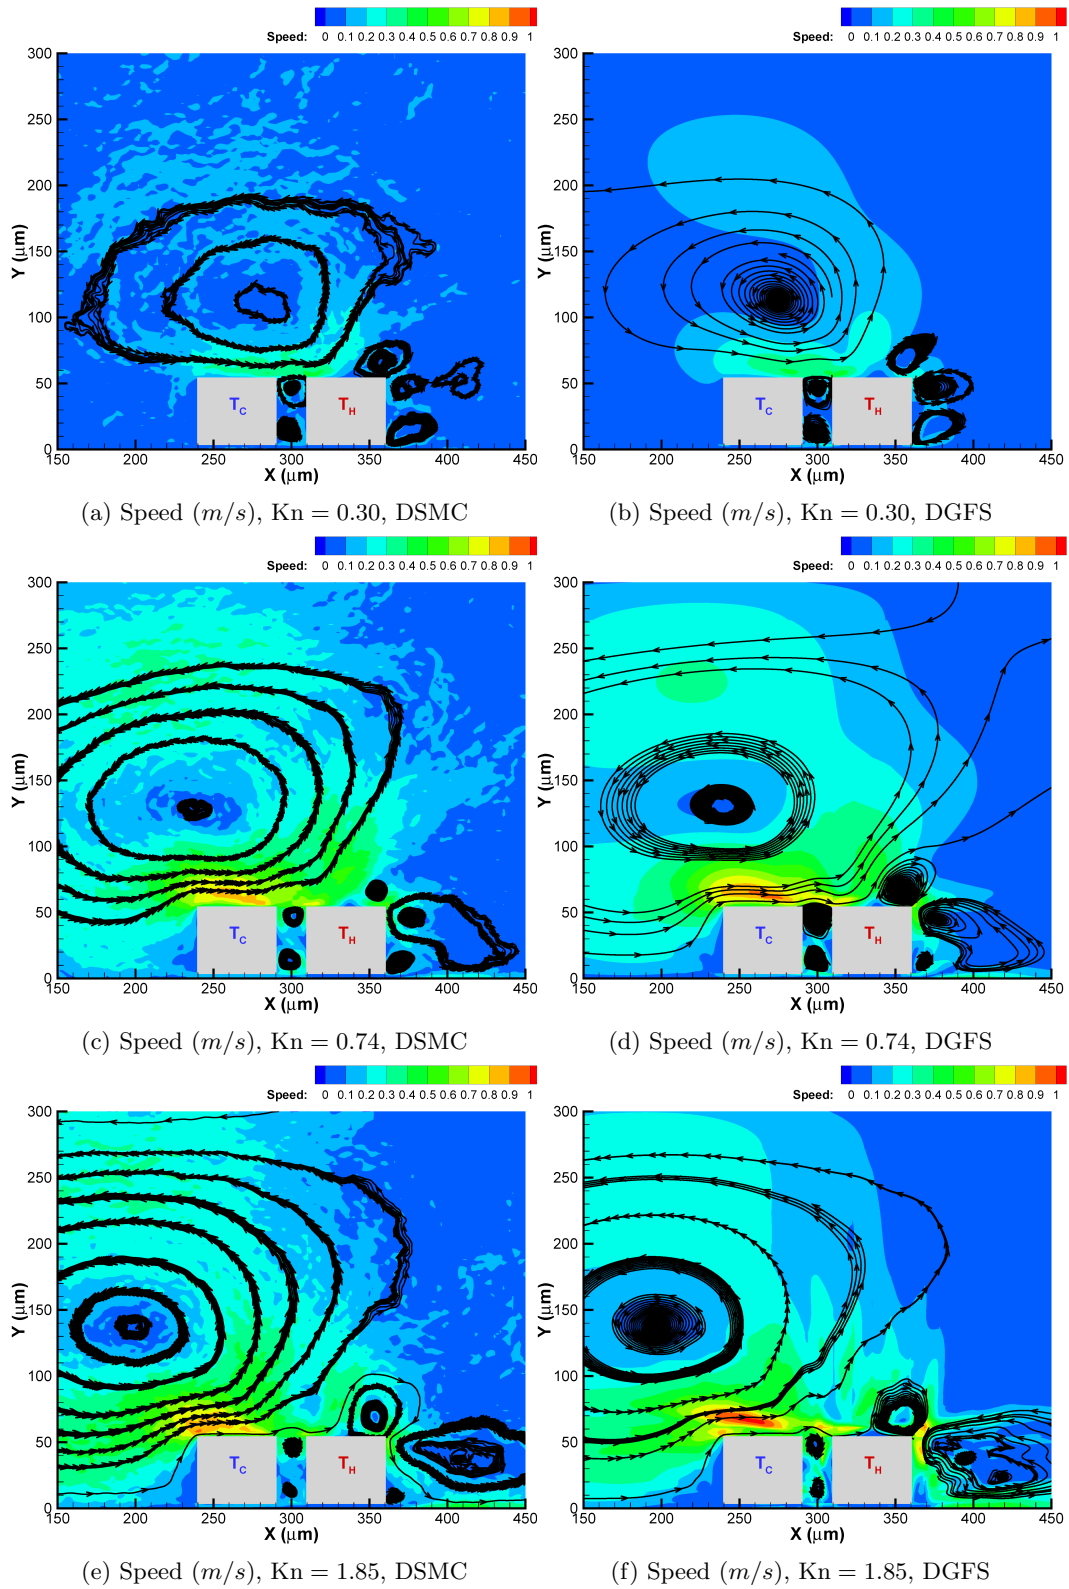 Speed: 0 0.1 0.2 0.3 0.4 0.5 0.6 0.7 0.8 0.9 1
Speed: 0 0.1 0.2 0.3 0.4 0.5 0.6 0.7 0.8 0.9 1
300
250
200
150
100
50
0
Y (μm)
T_C
T_H
150 200 250 300 350 400 450
X (μm)
300
250
200
150
100
50
0
Y (μm)
T_C
T_H
150 200 250 300 350 400 450
X (μm)
(a) Speed (m/s), Kn = 0.30, DSMC
(b) Speed (m/s), Kn = 0.30, DGFS
Speed: 0 0.1 0.2 0.3 0.4 0.5 0.6 0.7 0.8 0.9 1
Speed: 0 0.1 0.2 0.3 0.4 0.5 0.6 0.7 0.8 0.9 1
300
250
200
150
100
50
0
Y (μm)
T_C
T_H
150 200 250 300 350 400 450
X (μm)
300
250
200
150
100
50
0
Y (μm)
T_C
T_H
150 200 250 300 350 400 450
X (μm)
(c) Speed (m/s), Kn = 0.74, DSMC
(d) Speed (m/s), Kn = 0.74, DGFS
Speed: 0 0.1 0.2 0.3 0.4 0.5 0.6 0.7 0.8 0.9 1
Speed: 0 0.1 0.2 0.3 0.4 0.5 0.6 0.7 0.8 0.9 1
300
250
200
150
100
50
0
Y (μm)
T_C
T_H
150 200 250 300 350 400 450
X (μm)
300
250
200
150
100
50
0
Y (μm)
T_C
T_H
150 200 250 300 350 400 450
X (μm)
(e) Speed (m/s), Kn = 1.85, DSMC
(f) Speed (m/s), Kn = 1.85, DGFS